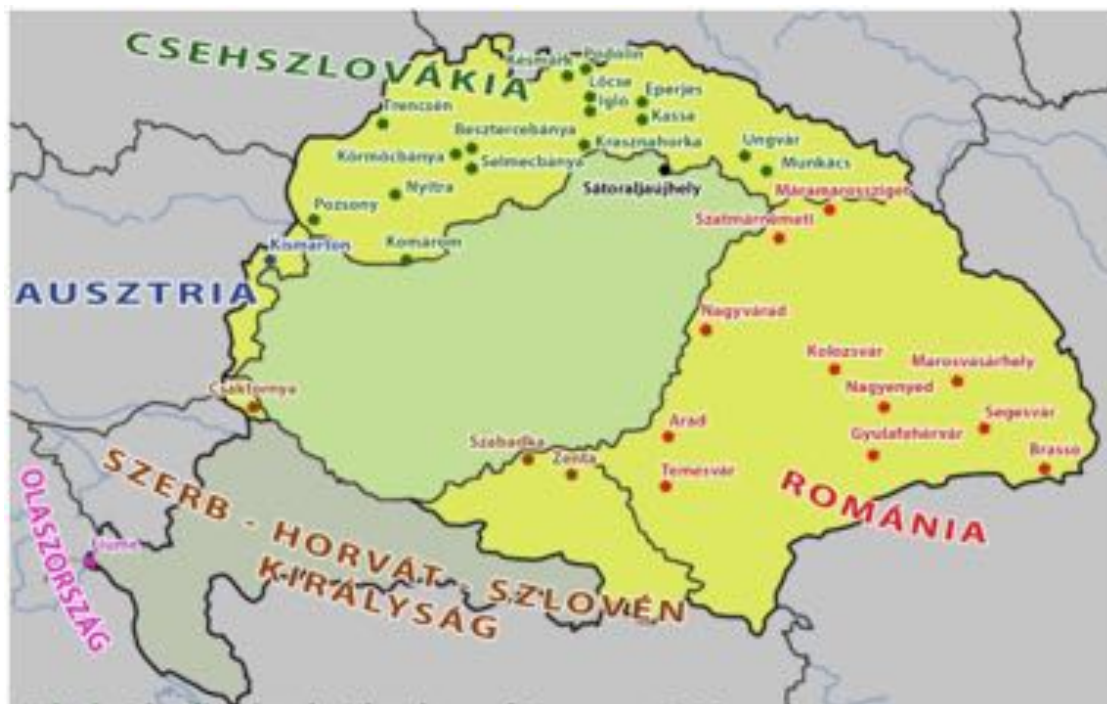 CSEHSZLOVÁKIA
Késmárk
Podolin
Lőcse
Igló
Eperjes
Kassa
Trencsén
Besztercebánya
Krasznahorka
Ungvár
Körmöcbánya
Selmecbánya
Munkács
Sátoraljaújhely
Nyitra
Máramarossziget
Pozsony
Szatmárnémeti
Kismarton
Komárom
AUSZTRIA
Nagyvárad
Kolozsvár
Marosvásárhely
Csáktornya
Nagyenyed
Segesvár
Arad
Gyulafehérvár
Szabadka
Zenta
Brassó
Temesvár
ROMÁNIA
OLASZORSZÁG
Fiume
SZERB - HORVÁT - SZLOVÉN
KIRÁLYSÁG